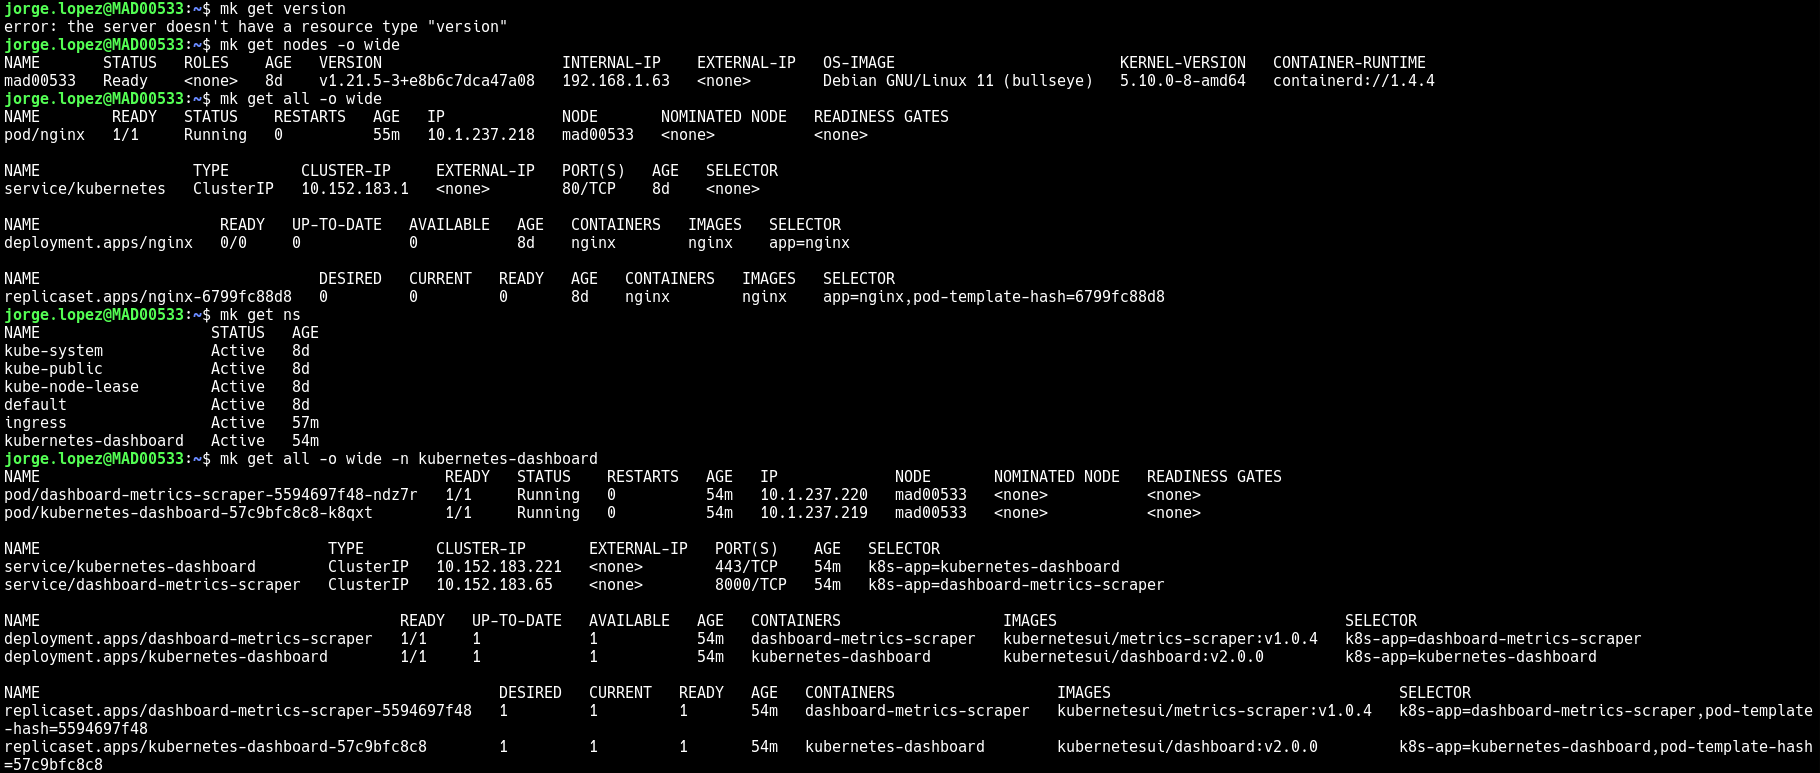 jorge.lopez@MAD00533:~$ mk get version
error: the server doesn't have a resource type "version"
jorge.lopez@MAD00533:~$ mk get nodes -o wide
NAME       STATUS   ROLES    AGE   VERSION                    INTERNAL-IP    EXTERNAL-IP   OS-IMAGE                         KERNEL-VERSION   CONTAINER-RUNTIME
mad00533   Ready    <none>   8d    v1.21.5-3+e8b6c7dca47a08   192.168.1.63   <none>        Debian GNU/Linux 11 (bullseye)   5.10.0-8-amd64   containerd://1.4.4
jorge.lopez@MAD00533:~$ mk get all -o wide
NAME        READY   STATUS    RESTARTS   AGE   IP             NODE       NOMINATED NODE   READINESS GATES
pod/nginx   1/1     Running   0          55m   10.1.237.218   mad00533   <none>           <none>

NAME                 TYPE        CLUSTER-IP     EXTERNAL-IP   PORT(S)   AGE   SELECTOR
service/kubernetes   ClusterIP   10.152.183.1   <none>        80/TCP    8d    <none>

NAME                    READY   UP-TO-DATE   AVAILABLE   AGE   CONTAINERS   IMAGES   SELECTOR
deployment.apps/nginx   0/0     0            0           8d    nginx        nginx    app=nginx

NAME                               DESIRED   CURRENT   READY   AGE   CONTAINERS   IMAGES   SELECTOR
replicaset.apps/nginx-6799fc88d8   0         0         0       8d    nginx        nginx    app=nginx,pod-template-hash=6799fc88d8
jorge.lopez@MAD00533:~$ mk get ns
NAME                   STATUS   AGE
kube-system            Active   8d
kube-public            Active   8d
kube-node-lease        Active   8d
default                Active   8d
ingress                Active   57m
kubernetes-dashboard   Active   54m
jorge.lopez@MAD00533:~$ mk get all -o wide -n kubernetes-dashboard
NAME                                             READY   STATUS    RESTARTS   AGE   IP             NODE       NOMINATED NODE   READINESS GATES
pod/dashboard-metrics-scraper-5594697f48-ndz7r   1/1     Running   0          54m   10.1.237.220   mad00533   <none>           <none>
pod/kubernetes-dashboard-57c9bfc8c8-k8qxt        1/1     Running   0          54m   10.1.237.219   mad00533   <none>           <none>

NAME                                TYPE        CLUSTER-IP       EXTERNAL-IP   PORT(S)    AGE   SELECTOR
service/kubernetes-dashboard        ClusterIP   10.152.183.221   <none>        443/TCP    54m   k8s-app=kubernetes-dashboard
service/dashboard-metrics-scraper   ClusterIP   10.152.183.65    <none>        8000/TCP   54m   k8s-app=dashboard-metrics-scraper

NAME                                        READY   UP-TO-DATE   AVAILABLE   AGE   CONTAINERS                  IMAGES                                SELECTOR
deployment.apps/dashboard-metrics-scraper   1/1     1            1           54m   dashboard-metrics-scraper   kubernetesui/metrics-scraper:v1.0.4   k8s-app=dashboard-metrics-scraper
deployment.apps/kubernetes-dashboard        1/1     1            1           54m   kubernetes-dashboard        kubernetesui/dashboard:v2.0.0         k8s-app=kubernetes-dashboard

NAME                                                   DESIRED   CURRENT   READY   AGE   CONTAINERS                  IMAGES                                SELECTOR
replicaset.apps/dashboard-metrics-scraper-5594697f48   1         1         1       54m   dashboard-metrics-scraper   kubernetesui/metrics-scraper:v1.0.4   k8s-app=dashboard-metrics-scraper,pod-template
-hash=5594697f48
replicaset.apps/kubernetes-dashboard-57c9bfc8c8        1         1         1       54m   kubernetes-dashboard        kubernetesui/dashboard:v2.0.0         k8s-app=kubernetes-dashboard,pod-template-hash
=57c9bfc8c8